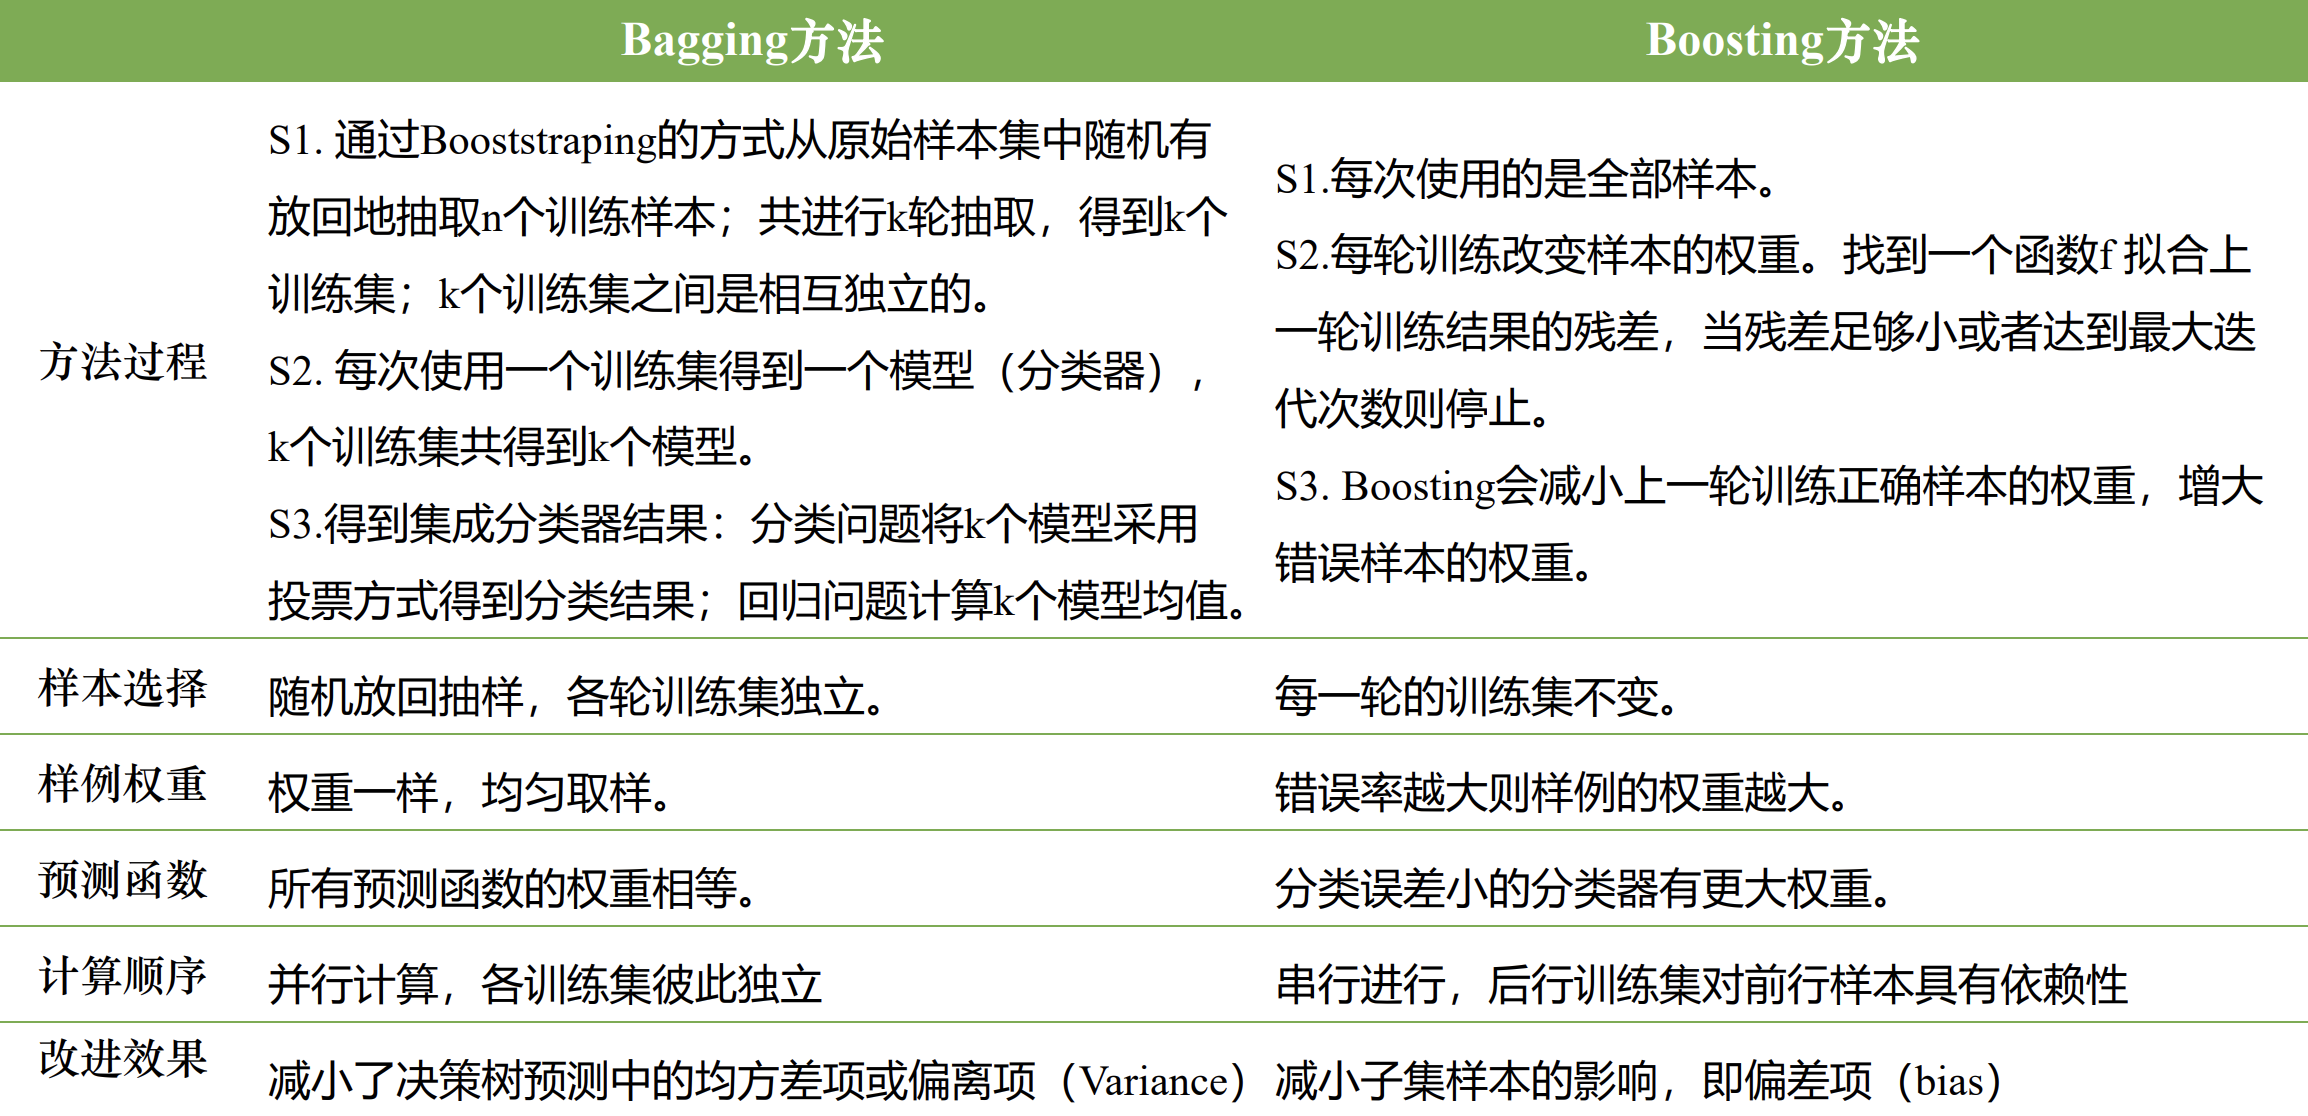 Bagging方法
Boosting方法
方法过程
S1. 通过Booststraping的方式从原始样本集中随机有
放回地抽取n个训练样本；共进行k轮抽取，得到k个
训练集；k个训练集之间是相互独立的。
S2. 每次使用一个训练集得到一个模型（分类器），
k个训练集共得到k个模型。
S3.得到集成分类器结果：分类问题将k个模型采用
投票方式得到分类结果；回归问题计算k个模型均值。
S1.每次使用的是全部样本。
S2.每轮训练改变样本的权重。找到一个函数f 拟合上
一轮训练结果的残差，当残差足够小或者达到最大迭
代次数则停止。
S3. Boosting会减小上一轮训练正确样本的权重，增大
错误样本的权重。
样本选择
随机放回抽样，各轮训练集独立。
每一轮的训练集不变。
样例权重
权重一样，均匀取样。
错误率越大则样例的权重越大。
预测函数
所有预测函数的权重相等。
分类误差小的分类器有更大权重。
计算顺序
并行计算，各训练集彼此独立
串行进行，后行训练集对前行样本具有依赖性
改进效果
减小了决策树预测中的均方差项或偏离项（Variance）
减小子集样本的影响，即偏差项（bias）